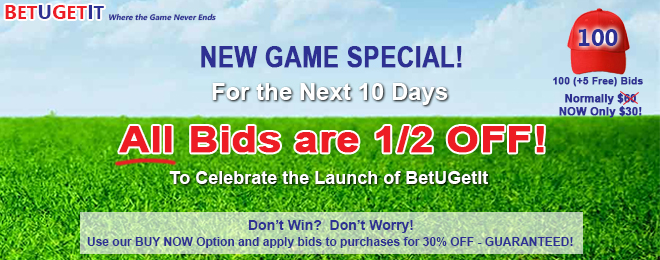 BETUGETIT Where the Game Never Ends
100
NEW GAME SPECIAL!
100 (+5 Free) Bids
For the Next 10 Days
Normally $60
NOW Only $30!
All Bids are 1/2 OFF!
To Celebrate the Launch of BetUGetIt
Don't Win? Don't Worry!
Use our BUY NOW Option and apply bids to purchases for 30% OFF - GUARANTEED!